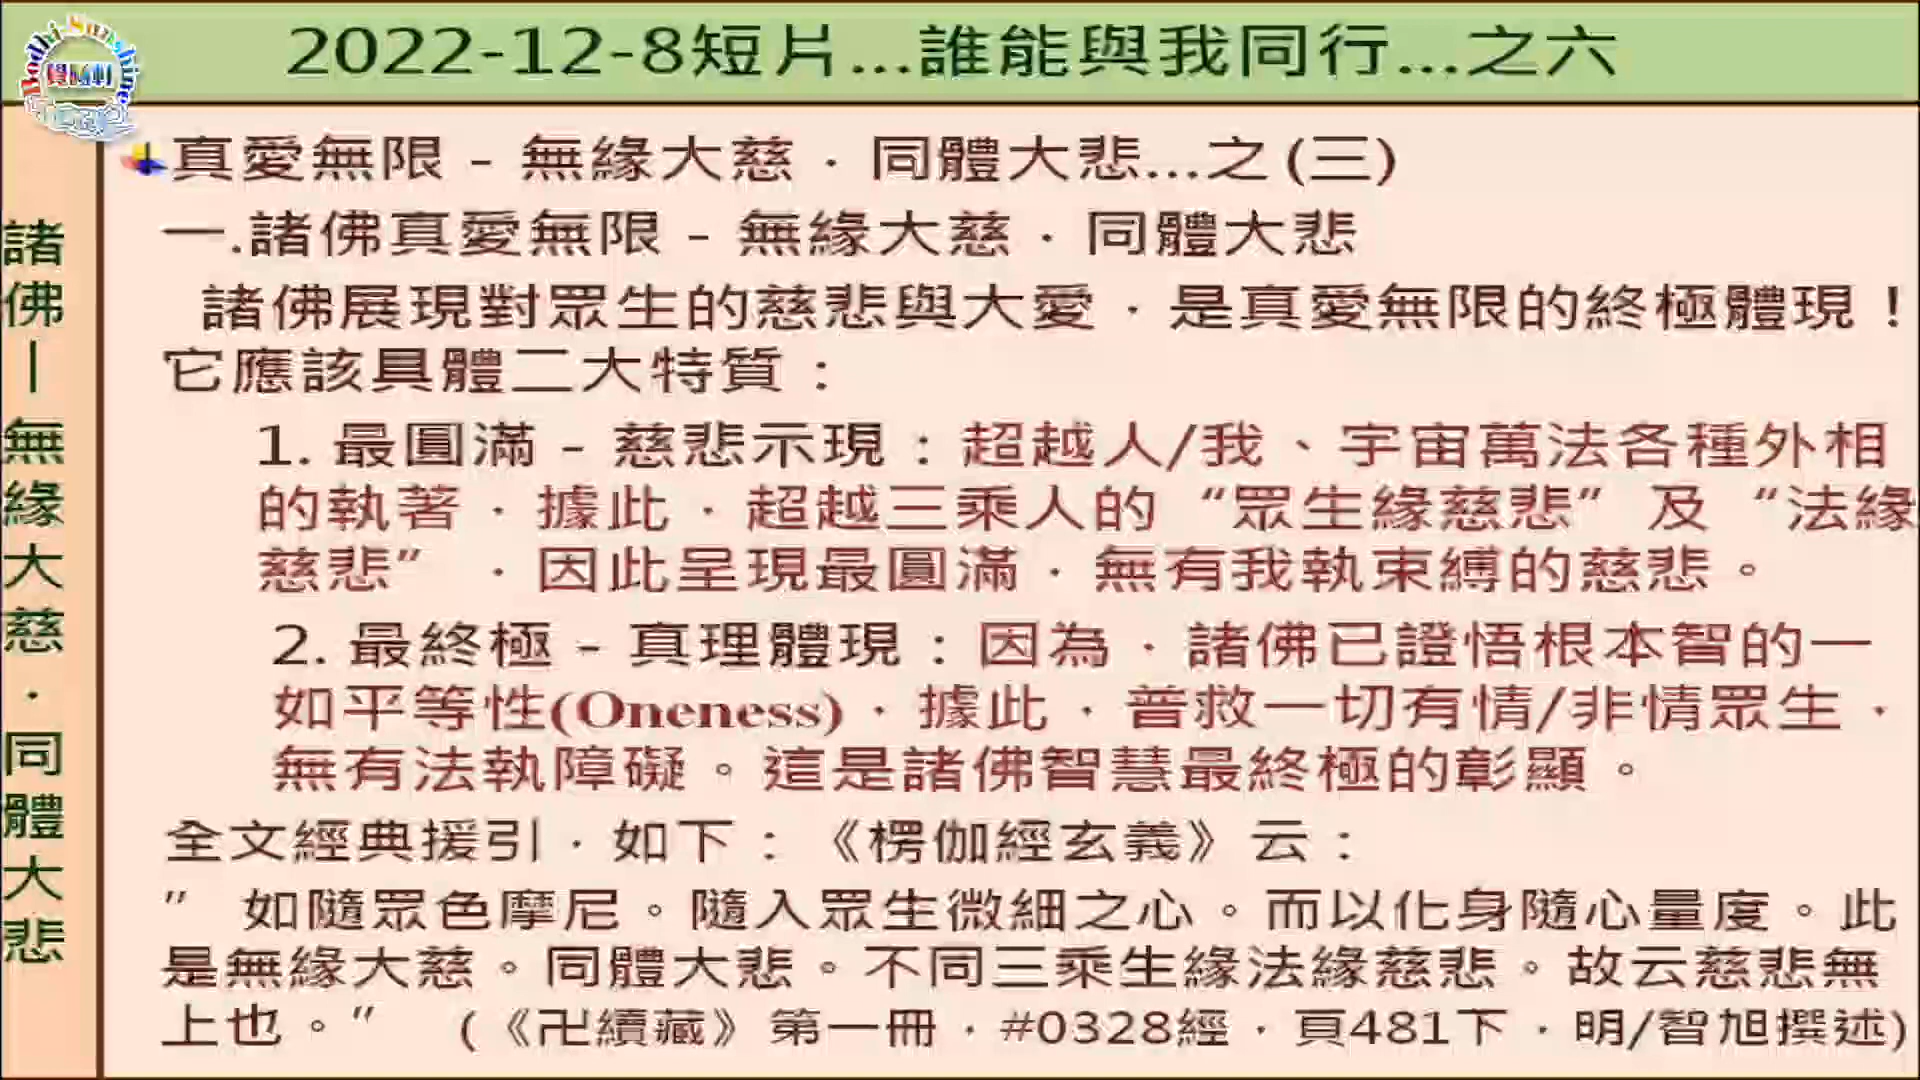 Bodhi Sunshine
2022-12-8短片...誰能與我同行...之六
諸佛－無緣大慈．同體大悲
真愛無限－無緣大慈．同體大悲...之(三)
一.諸佛真愛無限－無緣大慈．同體大悲
諸佛展現對眾生的慈悲與大愛．是真愛無限的終極體現！
它應該具體二大特質：
1. 最圓滿－慈悲示現：超越人/我、宇宙萬法各種外相
的執著．據此．超越三乘人的“眾生緣慈悲”及“法緣
慈悲”．因此呈現最圓滿．無有我執束縛的慈悲。
2. 最終極－真理體現：因為．諸佛已證悟根本智的一
如平等性(Oneness)．據此．普救一切有情/非情眾生．
無有法執障礙。這是諸佛智慧最終極的彰顯。
全文經典援引．如下：《楞伽經玄義》云：
”如隨眾色摩尼。隨入眾生微細之心。而以化身隨心量度。此
是無緣大慈。同體大悲。不同三乘生緣法緣慈悲。故云慈悲無
上也。”（《卍續藏》第一冊．#0328經．頁481下．明/智旭撰述)